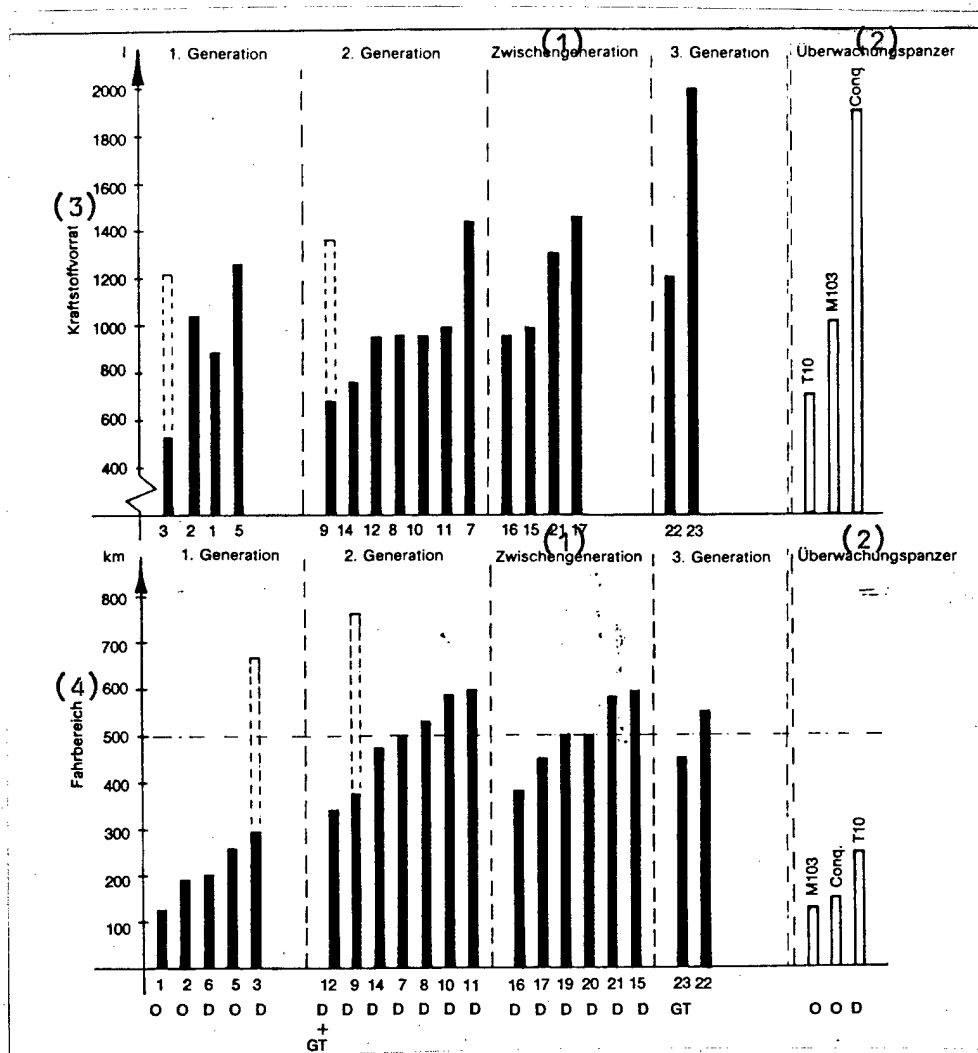 (1) (2)
l 1. Generation 2. Generation Zwischengeneration 3. Generation Überwachungspanzer
2000
1800
1600
(3)
1400
1200
1000
800
600
400
Kraftstoffvorrat
T10 M103 Conq
3 2 1 5 9 14 12 8 10 11 7 16 15 21 17 22 23
(1) (2)
km 1. Generation 2. Generation Zwischengeneration 3. Generation Überwachungspanzer
800
700
(4)
600
500
400
300
200
100
Fahrbereich
M103 Conq. T10
1 2 6 5 3 12 9 14 7 8 10 11 16 17 19 20 21 15 23 22
O O D O D D D D D D D D D D D D D D GT O O D
+
GT